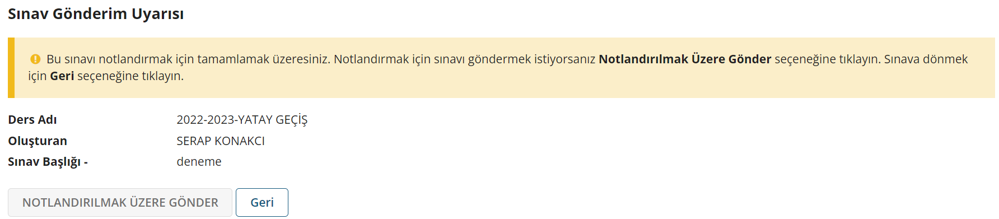 Sınav Gönderim Uyarısı
Bu sınavı notlandırmak için tamamlamak üzeresiniz. Notlandırmak için sınavı göndermek istiyorsanız Notlandırılmak Üzere Gönder seçeneğine tıklayın. Sınava dönmek
için Geri seçeneğine tıklayın.
Ders Adı 2022-2023-YATAY GEÇİŞ
Oluşturan SERAP KONAKCI
Sınav Başlığı - deneme
NOTLANDIRILMAK ÜZERE GÖNDER Geri